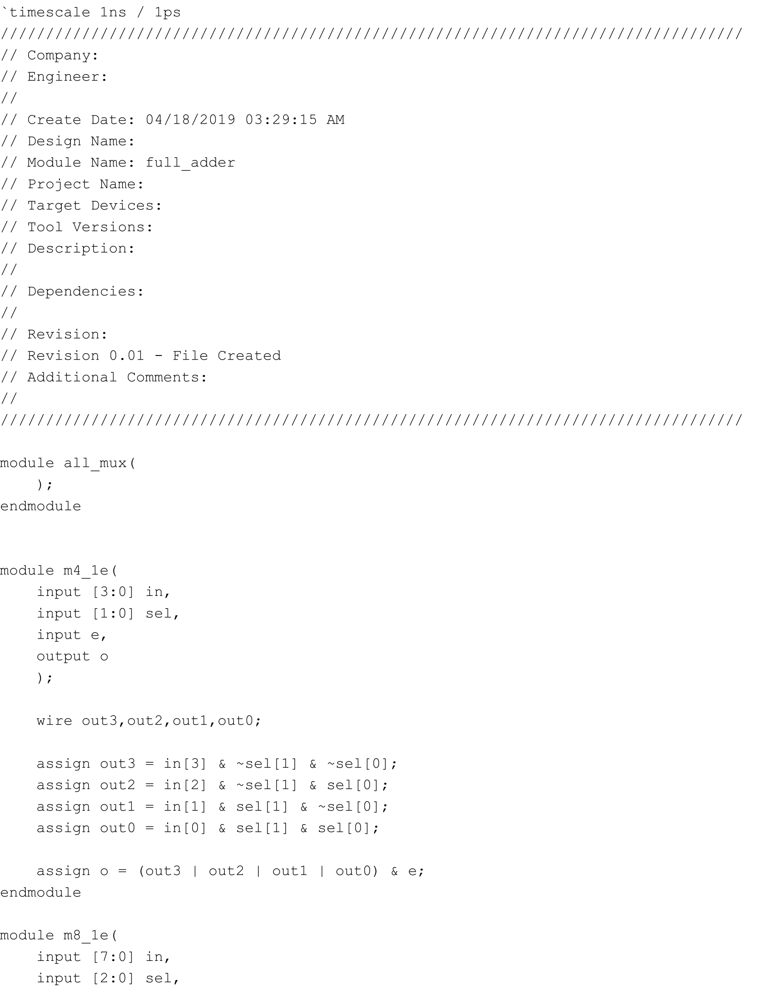 `timescale 1ns / 1ps
//////////////////////////////////////////////////////////////////////////////////
// Company:
// Engineer:
//
// Create Date: 04/18/2019 03:29:15 AM
// Design Name:
// Module Name: full_adder
// Project Name:
// Target Devices:
// Tool Versions:
// Description:
//
// Dependencies:
//
// Revision:
// Revision 0.01 - File Created
// Additional Comments:
//
//////////////////////////////////////////////////////////////////////////////////
module all_mux(
    );
endmodule
module m4_1e(
    input [3:0] in,
    input [1:0] sel,
    input e,
    output o
    );
    wire out3,out2,out1,out0;
    assign out3 = in[3] & ~sel[1] & ~sel[0];
    assign out2 = in[2] & ~sel[1] & sel[0];
    assign out1 = in[1] & sel[1] & ~sel[0];
    assign out0 = in[0] & sel[1] & sel[0];
    assign o = (out3 | out2 | out1 | out0) & e;
endmodule
module m8_1e(
    input [7:0] in,
    input [2:0] sel,